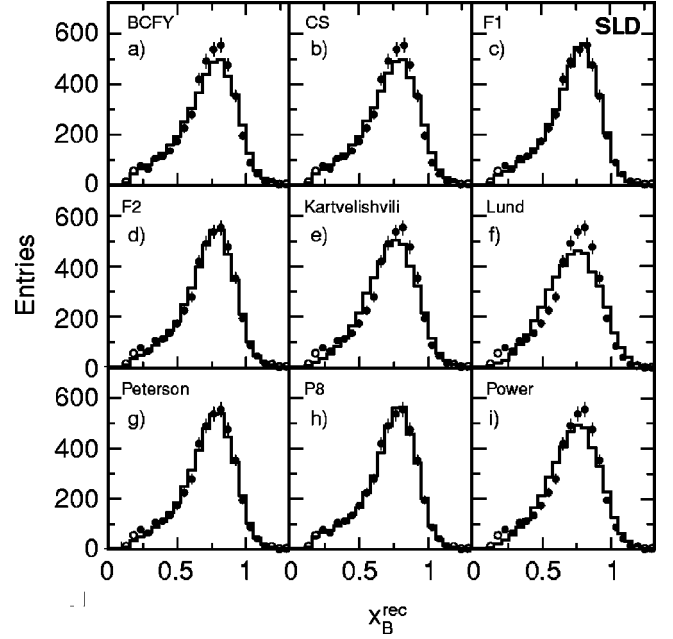 BCFY CS F1 SLD
600 a) b) c)
400
200
0
F2 Kartvelishvili Lund
600 d) e) f)
400
200
0
Peterson P8 Power
600 g) h) i)
400
200
0
0 0.5 1 0 0.5 1 0 0.5 1
Entries
x_B^rec